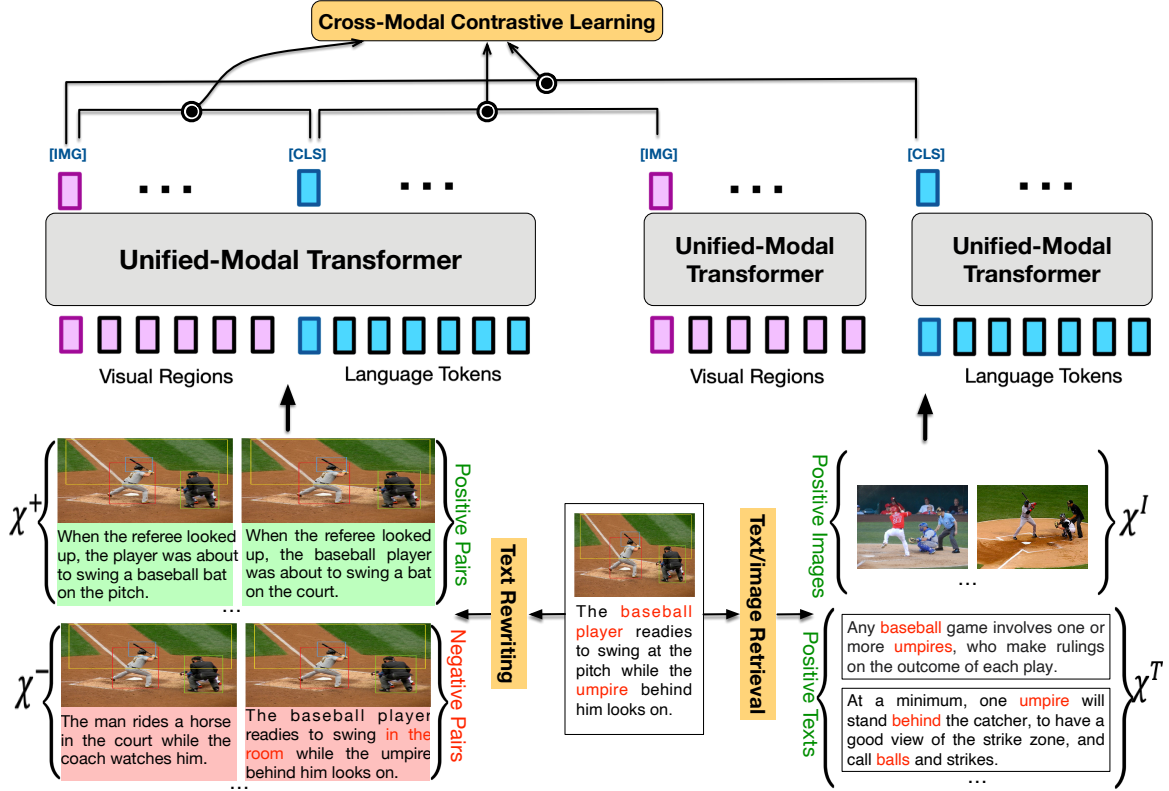 Cross-Modal Contrastive Learning
[IMG]
[CLS]
[IMG]
[CLS]
Unified-Modal Transformer
Unified-Modal
Transformer
Unified-Modal
Transformer
Visual Regions
Language Tokens
Visual Regions
Language Tokens
χ+
When the referee looked
up, the player was about
to swing a baseball bat
on the pitch.
When the referee looked
up, the baseball player
was about to swing a bat
on the court.
...
Positive Pairs
χ−
The man rides a horse
in the court while the
coach watches him.
The baseball player
readies to swing in the
room while the umpire
behind him looks on.
...
Negative Pairs
Text Rewriting
The baseball
player readies
to swing at the
pitch while the
umpire behind
him looks on.
Text/image Retrieval
Positive Images
...
χI
Positive Texts
Any baseball game involves one or
more umpires, who make rulings
on the outcome of each play.
At a minimum, one umpire will
stand behind the catcher, to have a
good view of the strike zone, and
call balls and strikes.
...
χT